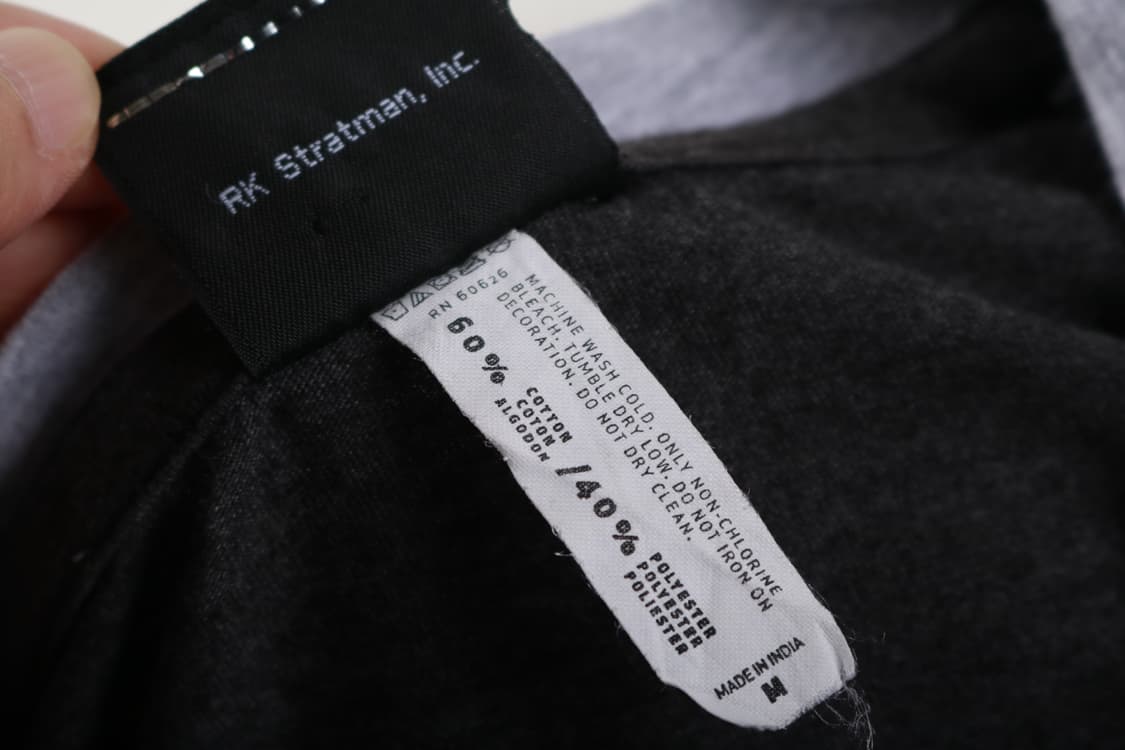 RK Stratman, Inc.
RN 60626
MACHINE WASH COLD. ONLY NON-CHLORINE
BLEACH. TUMBLE DRY LOW. DO NOT IRON ON
DECORATION. DO NOT DRY CLEAN.
60% COTTON
COTON
ALGODON
/40% POLYESTER
POLYESTER
POLIESTER
MADE IN INDIA
M